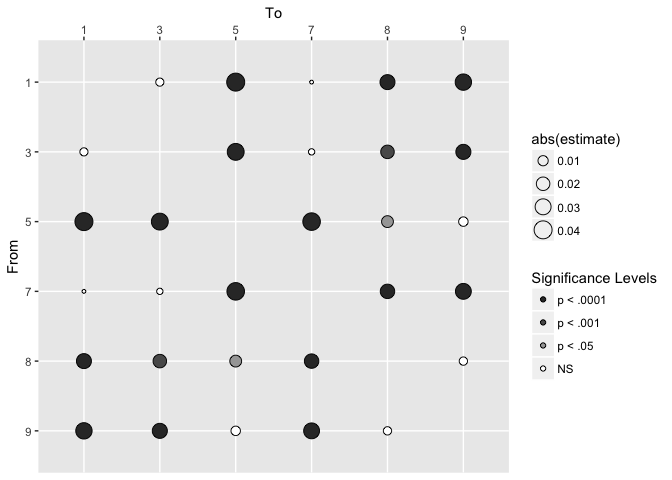 To
1 3 5 7 8 9
From
1
3
5
7
8
9
abs(estimate)
0.01
0.02
0.03
0.04
Significance Levels
p < .0001
p < .001
p < .05
NS